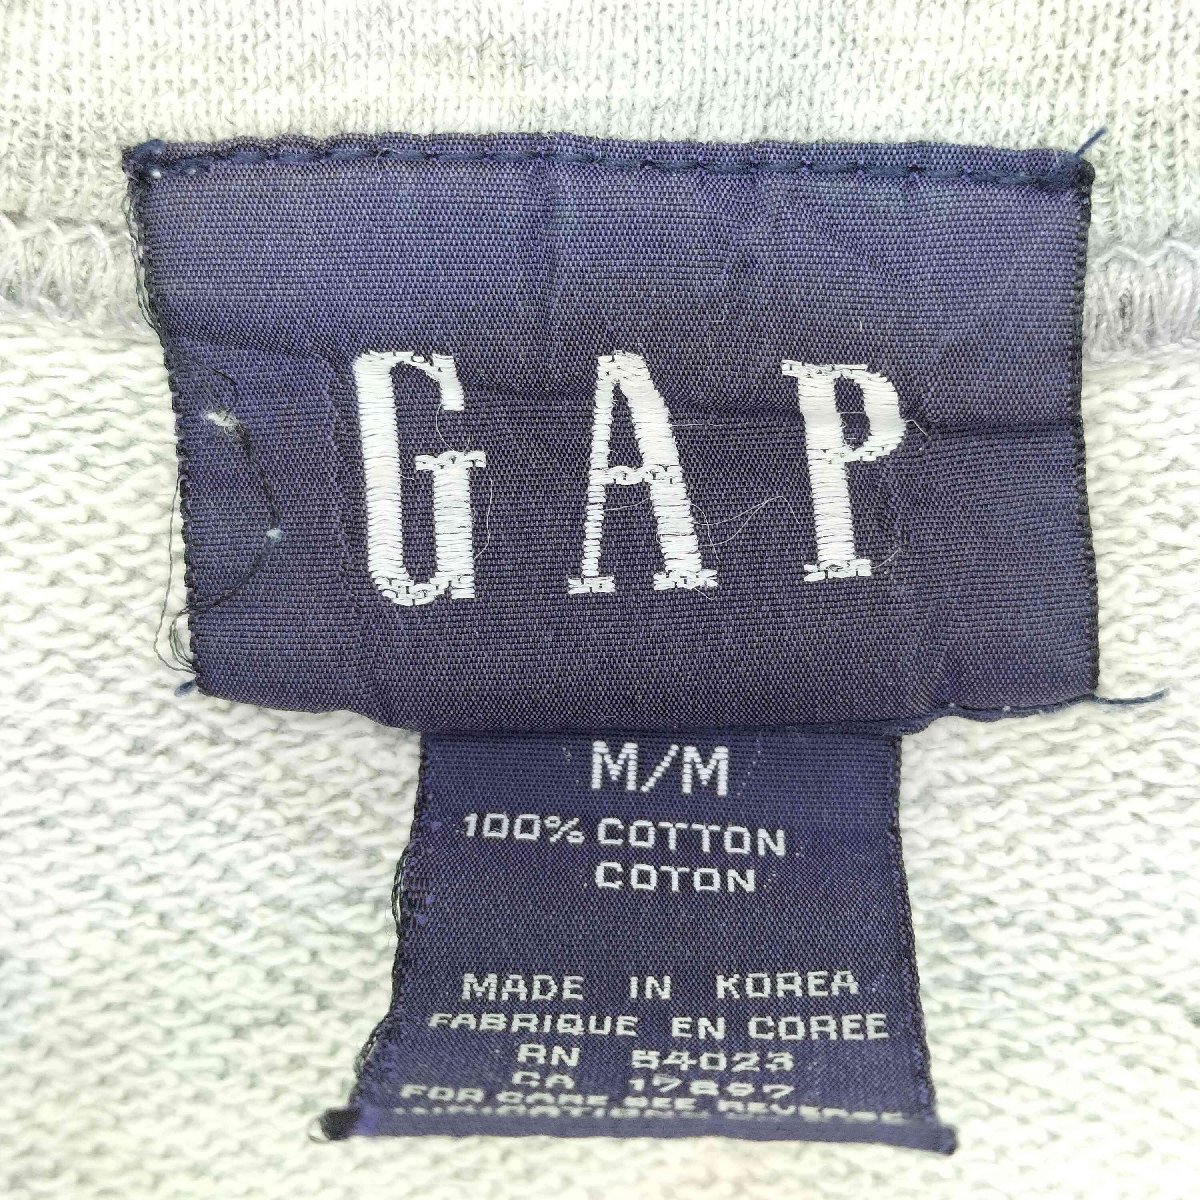 GAP
M/M
100% COTTON
COTON
MADE IN KOREA
FABRIQUE EN COREE
RN 54023
CA 17897
FOR CARE SEE REVERSE